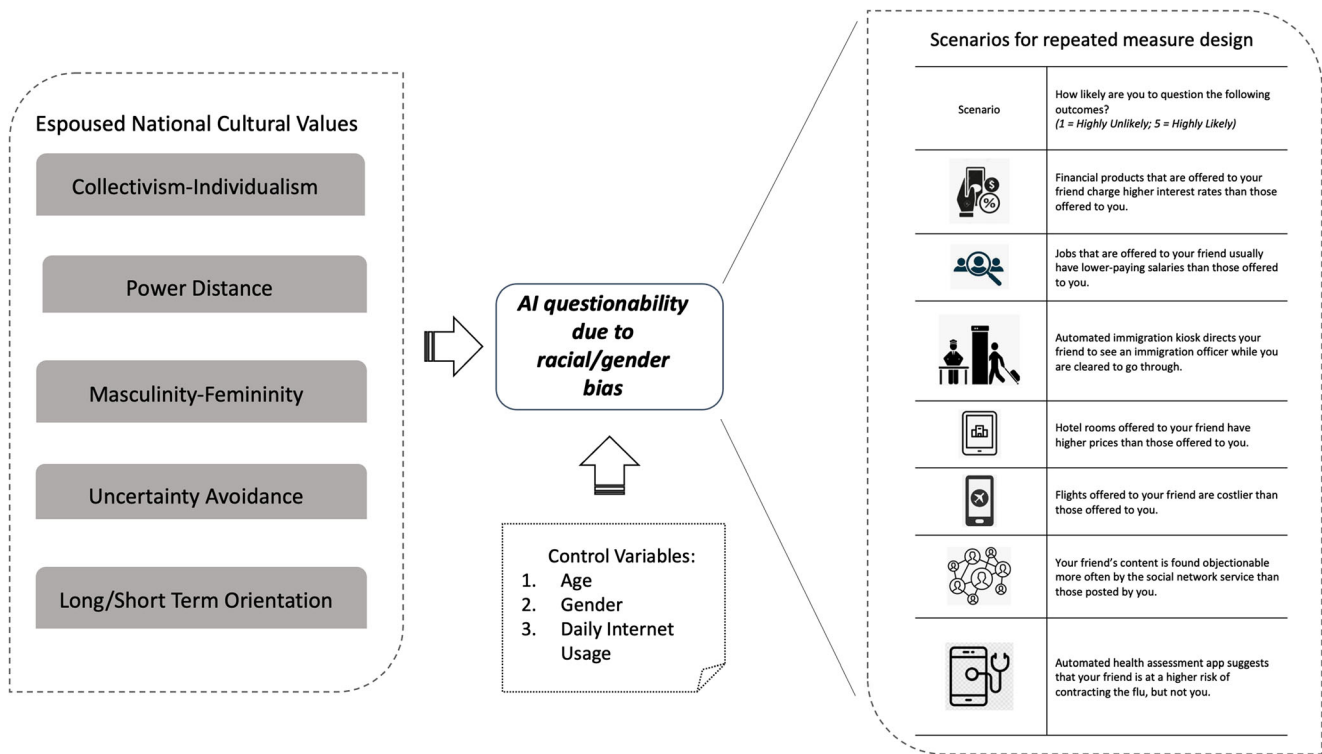 Espoused National Cultural Values
Collectivism-Individualism
Power Distance
Masculinity-Femininity
Uncertainty Avoidance
Long/Short Term Orientation
AI questionability
due to
racial/gender
bias
Control Variables:
1. Age
2. Gender
3. Daily Internet
Usage
Scenarios for repeated measure design
Scenario
How likely are you to question the following
outcomes?
(1 = Highly Unlikely; 5 = Highly Likely)
$
%
Financial products that are offered to your
friend charge higher interest rates than those
offered to you.
Jobs that are offered to your friend usually
have lower-paying salaries than those offered
to you.
Automated immigration kiosk directs your
friend to see an immigration officer while you
are cleared to go through.
Hotel rooms offered to your friend have
higher prices than those offered to you.
Flights offered to your friend are costlier than
those offered to you.
Your friend's content is found objectionable
more often by the social network service than
those posted by you.
Automated health assessment app suggests
that your friend is at a higher risk of
contracting the flu, but not you.